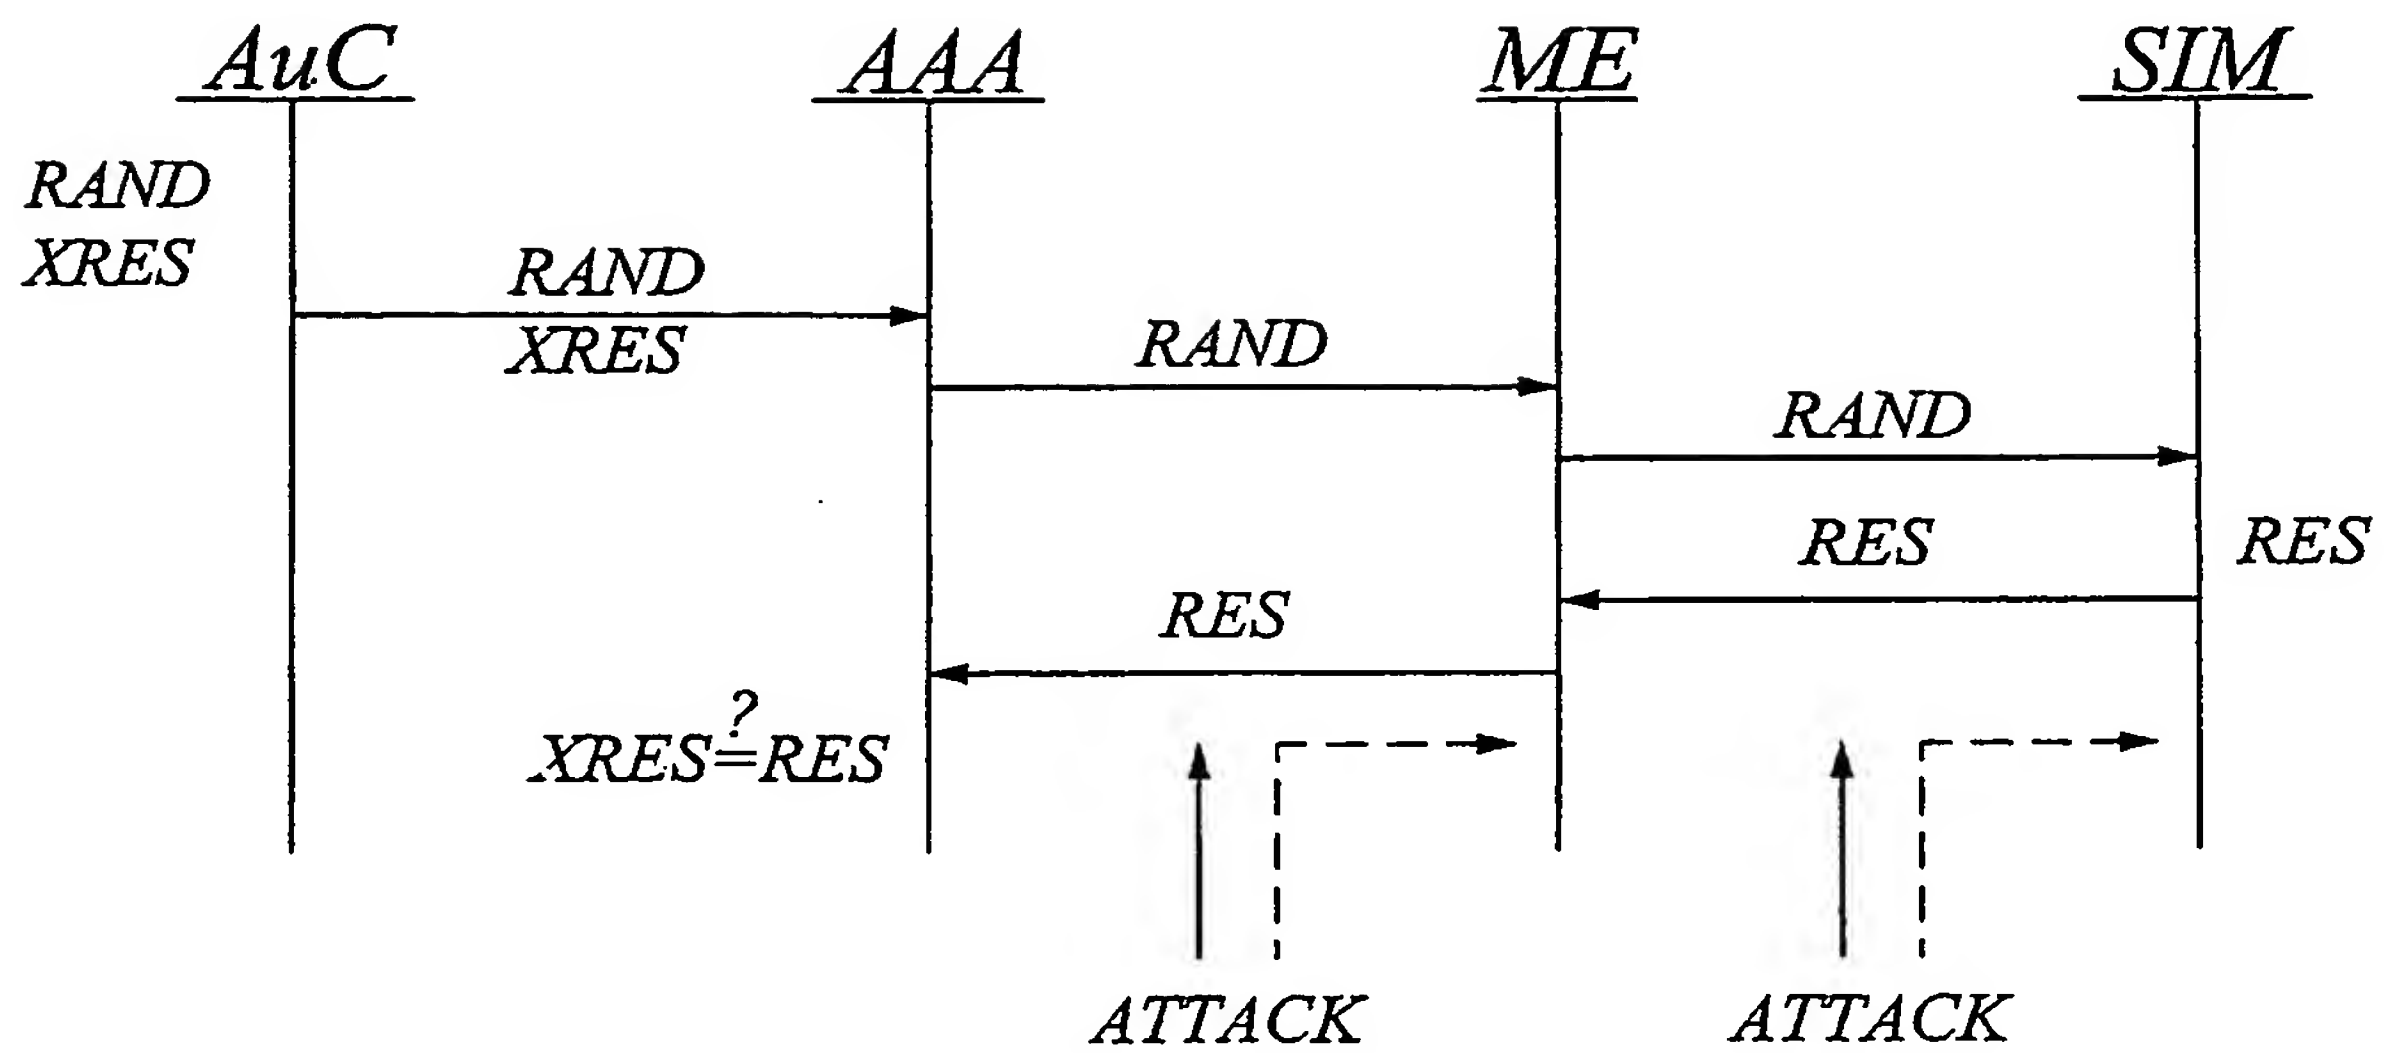 AuC
AAA
ME
SIM
RAND
XRES
RAND
XRES
RAND
RAND
RES
RES
RES
XRES=RES
?
ATTACK
ATTACK